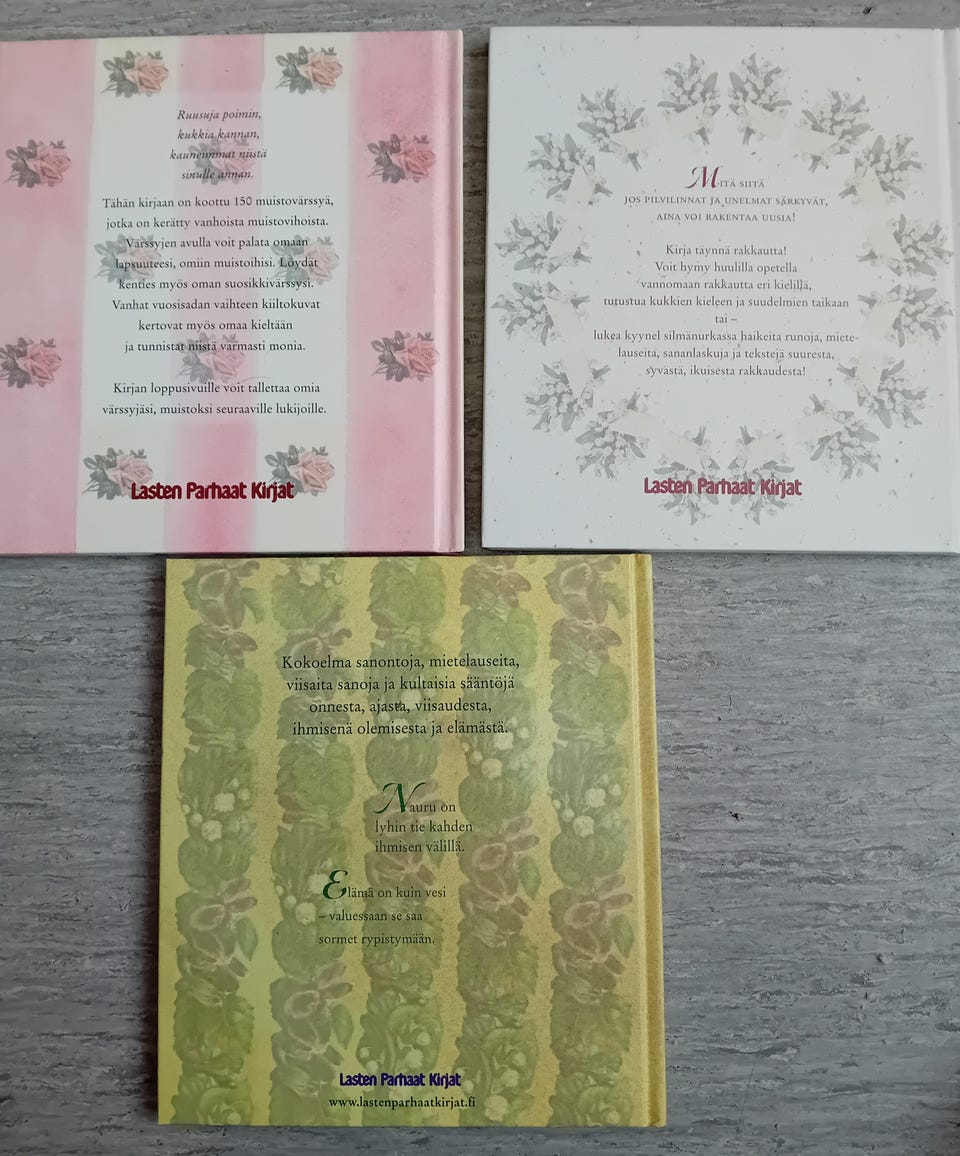 Ruusuja poimin,
kukkia kannan,
kauneimmat niistä
sinulle annan.
Tähän kirjaan on koottu 150 muistovärssyä,
jotka on kerätty vanhoista muistovihoista.
Värssyjen avulla voit palata omaan
lapsuuteesi, omiin muistoihisi. Löydät
kenties myös oman suosikkivärssysi.
Vanhat vuosisadan vaihteen kiiltokuvat
kertovat myös omaa kieltään
ja tunnistat niistä varmasti monia.
Kirjan loppusivuille voit tallettaa omia
värssyjäsi, muistoksi seuraaville lukijoille.
Lasten Parhaat Kirjat
MITÄ SIITÄ
JOS PILVILINNAT JA UNELMAT SÄRKYVÄT,
AINA VOI RAKENTAA UUSIA!
Kirja täynnä rakkautta!
Voit hymy huulilla opetella
vannomaan rakkautta eri kielillä,
tutustua kukkien kieleen ja suudelmien taikaan
tai –
lukea kyynel silmänurkassa haikeita runoja, miete-
lauseita, sananlaskuja ja tekstejä suuresta,
syvästä, ikuisesta rakkaudesta!
Lasten Parhaat Kirjat
Kokoelma sanontoja, mietelauseita,
viisaita sanoja ja kultaisia sääntöjä
onnesta, ajasta, viisaudesta,
ihmisenä olemisesta ja elämästä.
Nauru on
lyhin tie kahden
ihmisen välillä.
Elämä on kuin vesi
– valuessaan se saa
sormet rypistymään.
Lasten Parhaat Kirjat
www.lastenparhaatkirjat.fi